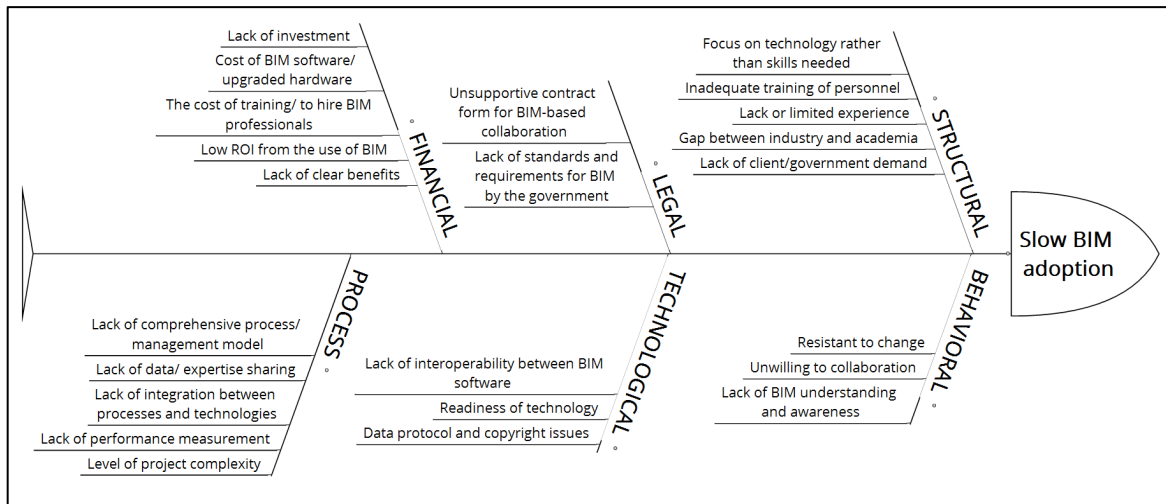 Lack of investment
Cost of BIM software/
upgraded hardware
The cost of training/ to hire BIM
professionals
Low ROI from the use of BIM
Lack of clear benefits
FINANCIAL
Unsupportive contract
form for BIM-based
collaboration
Lack of standards and
requirements for BIM
by the government
LEGAL
Focus on technology rather
than skills needed
Inadequate training of personnel
Lack or limited experience
Gap between industry and academia
Lack of client/government demand
STRUCTURAL
Slow BIM
adoption
PROCESS
Lack of comprehensive process/
management model
Lack of data/ expertise sharing
Lack of integration between
processes and technologies
Lack of performance measurement
Level of project complexity
TECHNOLOGICAL
Lack of interoperability between BIM
software
Readiness of technology
Data protocol and copyright issues
BEHAVIORAL
Resistant to change
Unwilling to collaboration
Lack of BIM understanding
and awareness